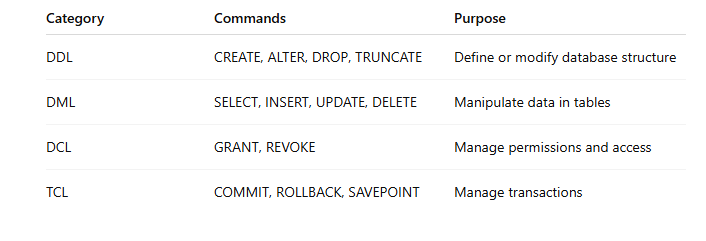 Category Commands Purpose
DDL CREATE, ALTER, DROP, TRUNCATE Define or modify database structure
DML SELECT, INSERT, UPDATE, DELETE Manipulate data in tables
DCL GRANT, REVOKE Manage permissions and access
TCL COMMIT, ROLLBACK, SAVEPOINT Manage transactions